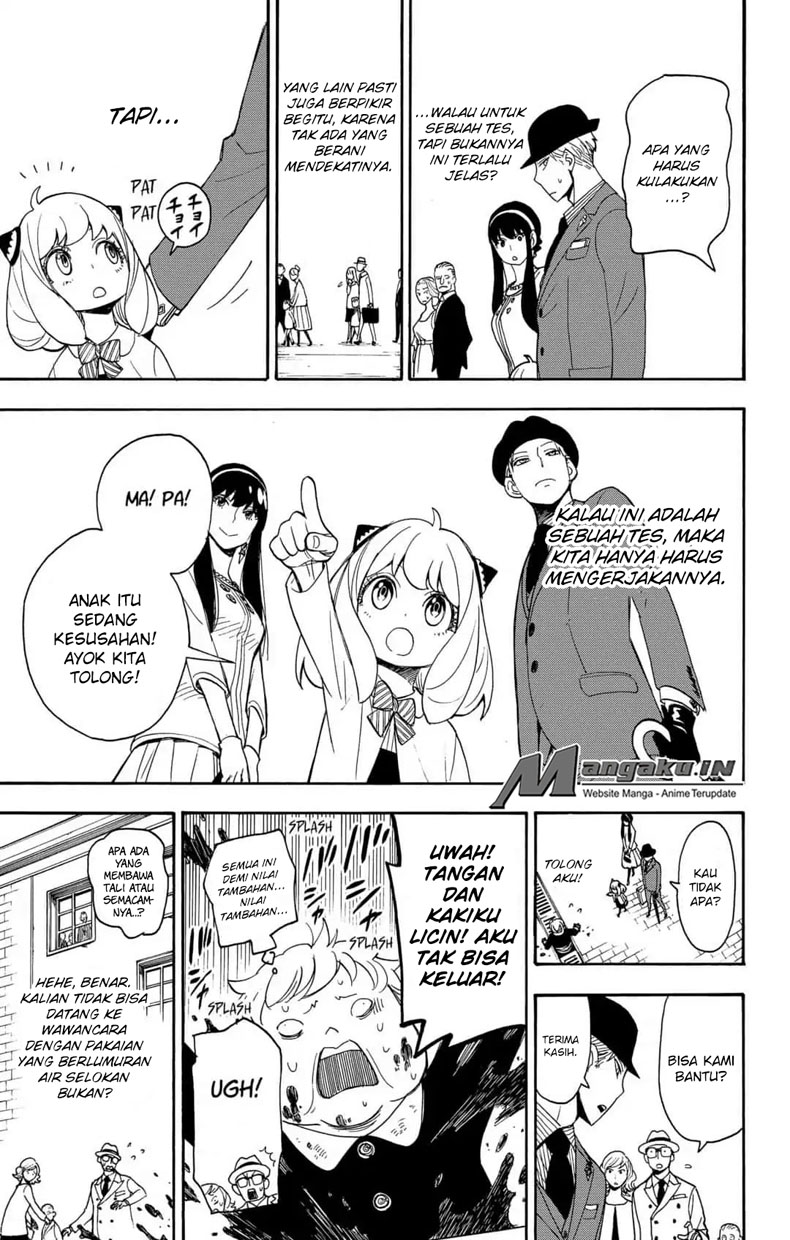 APA YANG
HARUS
KULAKUKAN
...?
...WALAU UNTUK
SEBUAH TES,
TAPI BUKANNYA
INI TERLALU
JELAS?
YANG LAIN PASTI
JUGA BERPIKIR
BEGITU, KARENA
TAK ADA YANG
BERANI
MENDEKATINYA.
TAPI...
PAT
PAT
チョイ
チョイ
KALAU INI ADALAH
SEBUAH TES, MAKA
KITA HANYA HARUS
MENGERJAKANNYA.
MA! PA!
ANAK ITU
SEDANG
KESUSAHAN!
AYOK KITA
TOLONG!
Mangaku.IN
Website Manga - Anime Terupdate
KAU
TIDAK
APA?
TOLONG
AKU!
BISA KAMI
BANTU?
TERIMA
KASIH.
UWAH!
TANGAN
DAN
KAKIKU
LICIN! AKU
TAK BISA
KELUAR!
SPLASH
SEMUA INI
DEMI NILAI
TAMBAHAN...
NILAI
TAMBAHAN...
SPLASH
SPLASH
UGH!
APA ADA
YANG
MEMBAWA
TALI ATAU
SEMACAM-
NYA..?
HEHE, BENAR.
KALIAN TIDAK BISA
DATANG KE
WAWANCARA
DENGAN PAKAIAN
YANG BERLUMURAN
AIR SELOKAN
BUKAN?